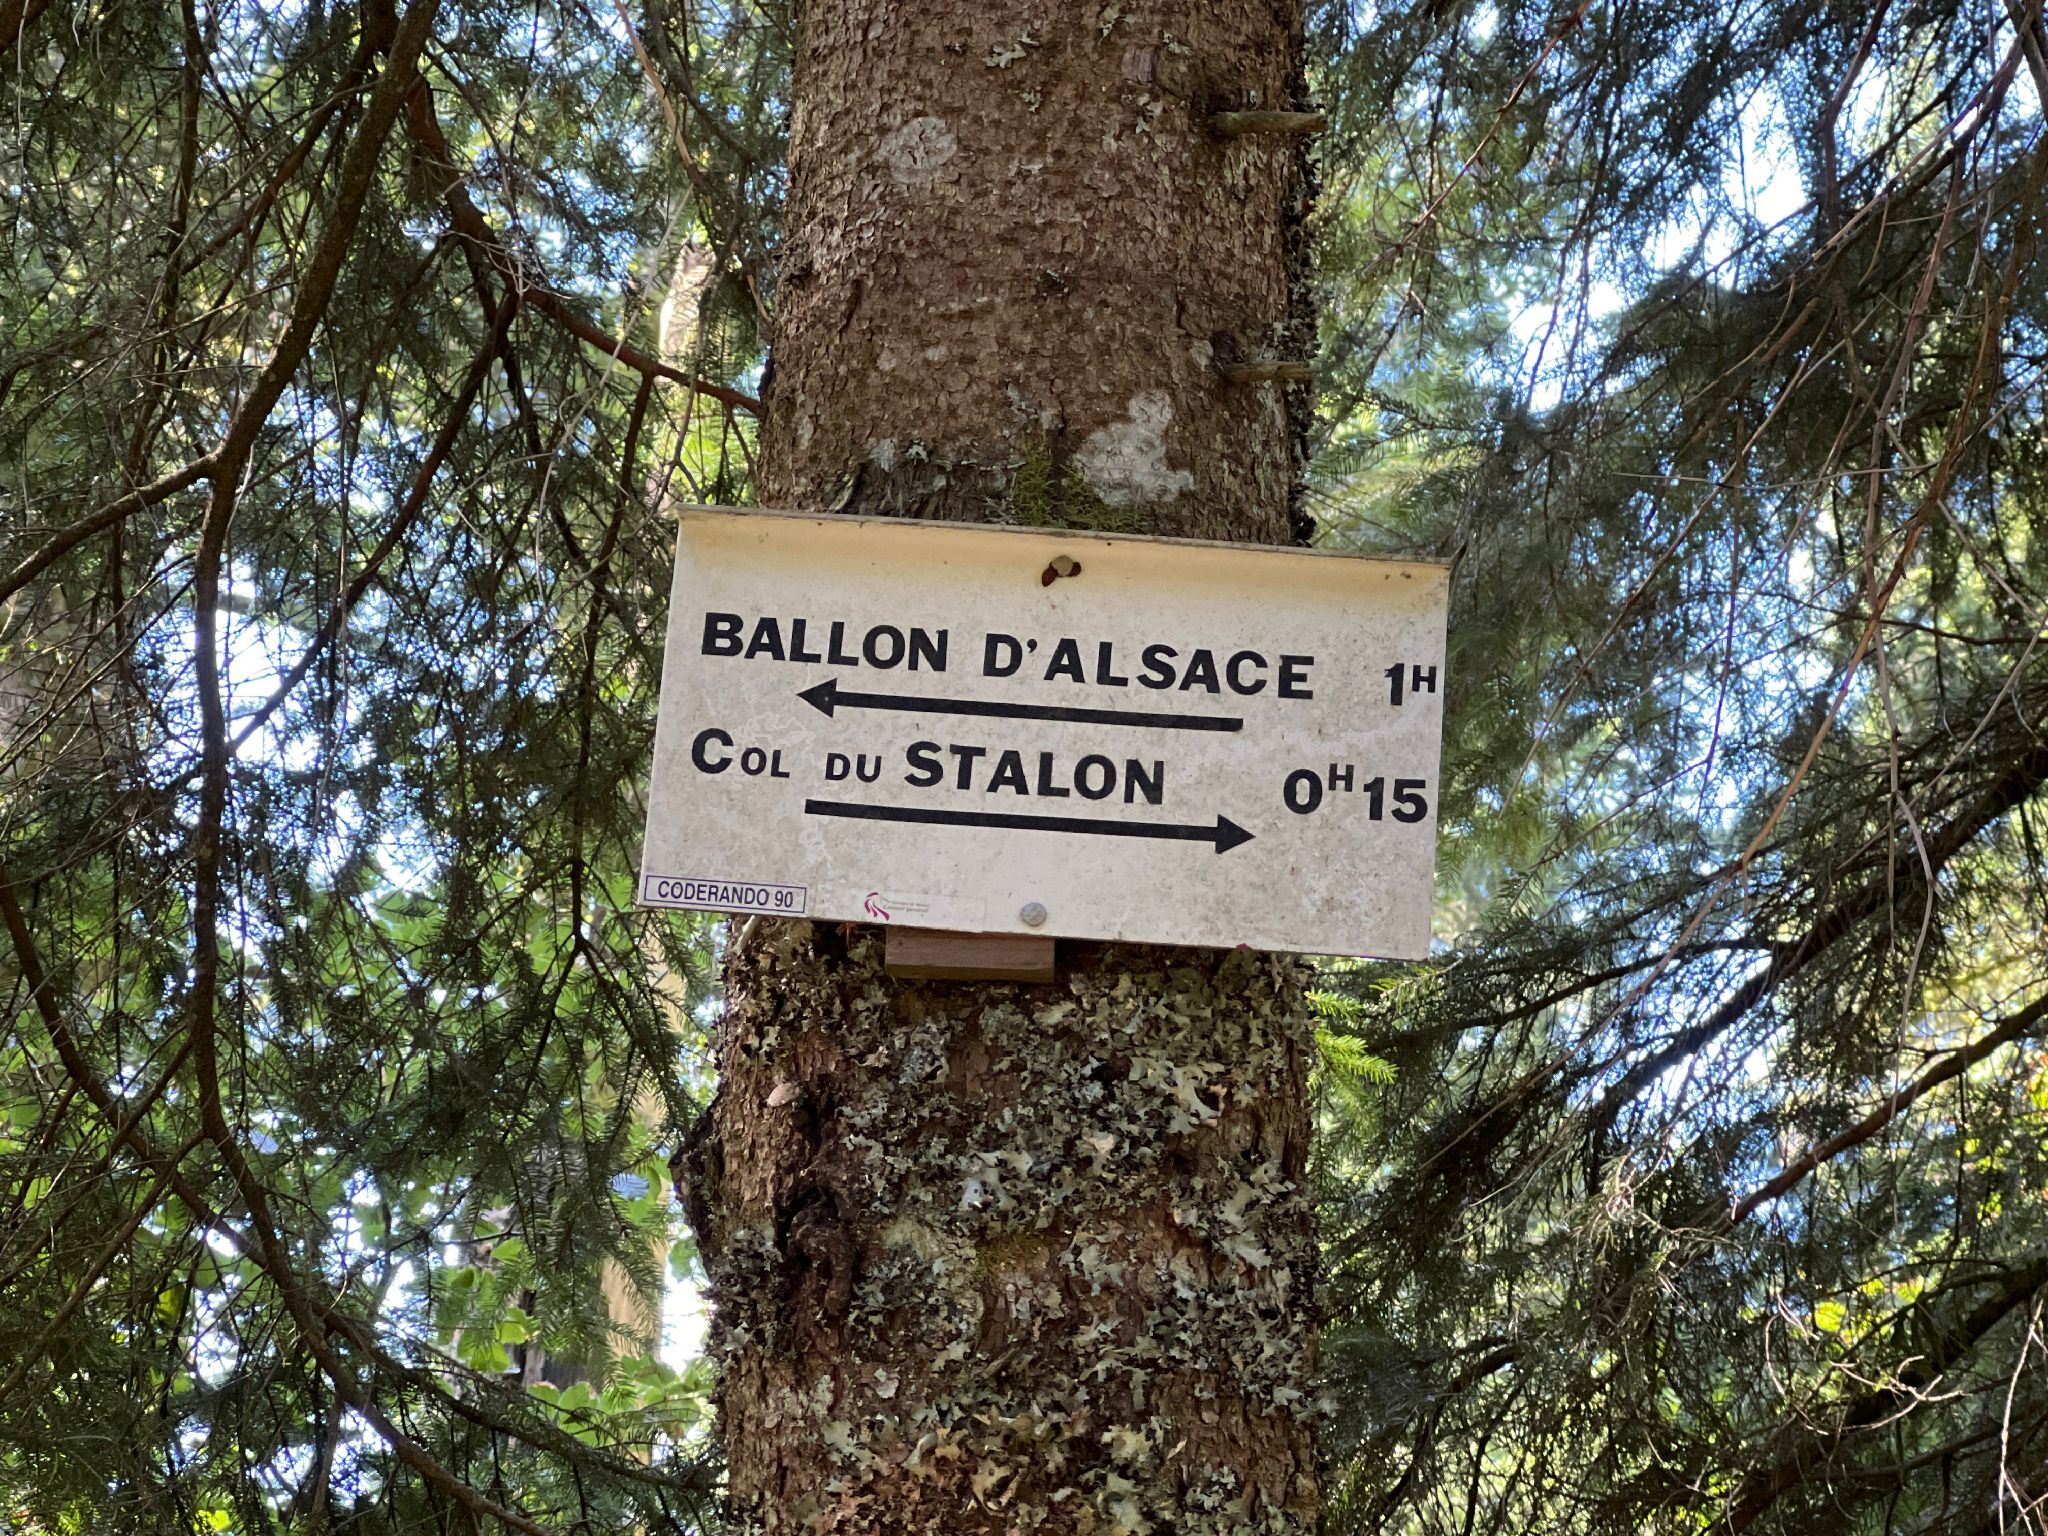 BALLON D'ALSACE 1H
COL DU STALON 0H15
CODERANDO 90